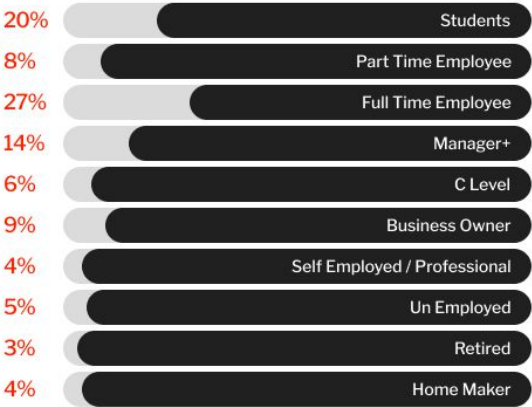 20% Students
8% Part Time Employee
27% Full Time Employee
14% Manager+
6% C Level
9% Business Owner
4% Self Employed / Professional
5% Un Employed
3% Retired
4% Home Maker